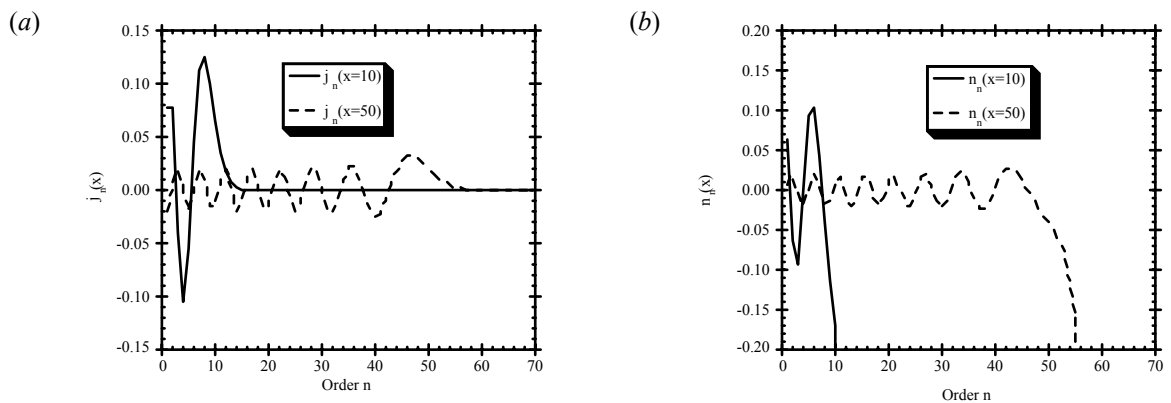 (a)
0.15
0.10
0.05
0.00
-0.05
-0.10
-0.15
j_n(x)
j_n(x=10)
j_n(x=50)
0 10 20 30 40 50 60 70
Order n
(b)
0.20
0.15
0.10
0.05
0.00
-0.05
-0.10
-0.15
-0.20
n_n(x)
n_n(x=10)
n_n(x=50)
0 10 20 30 40 50 60 70
Order n